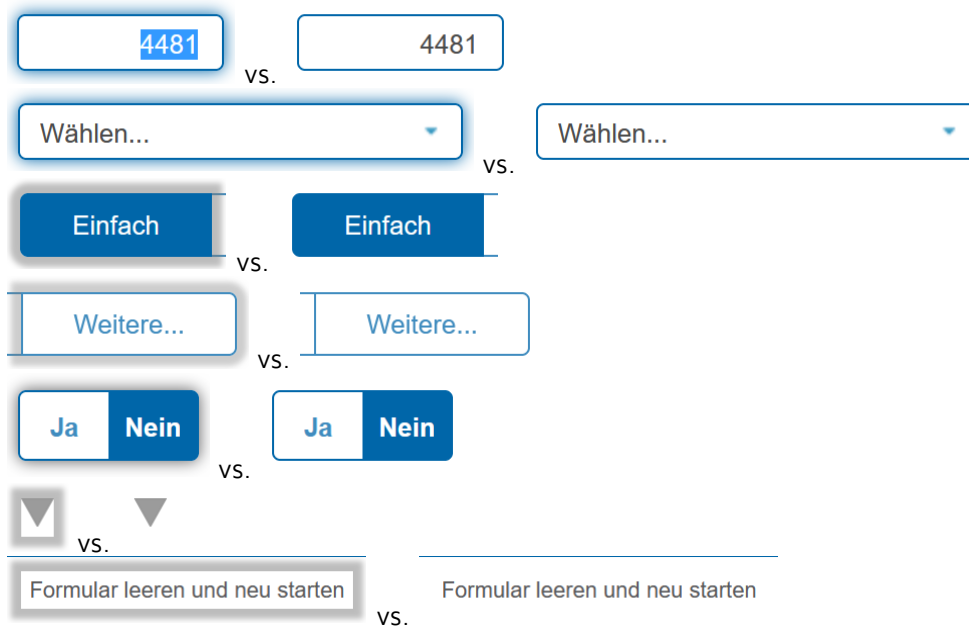 4481 vs. 4481
Wählen... vs. Wählen...
Einfach vs. Einfach
Weitere... vs. Weitere...
Ja Nein vs. Ja Nein
vs.
Formular leeren und neu starten vs. Formular leeren und neu starten